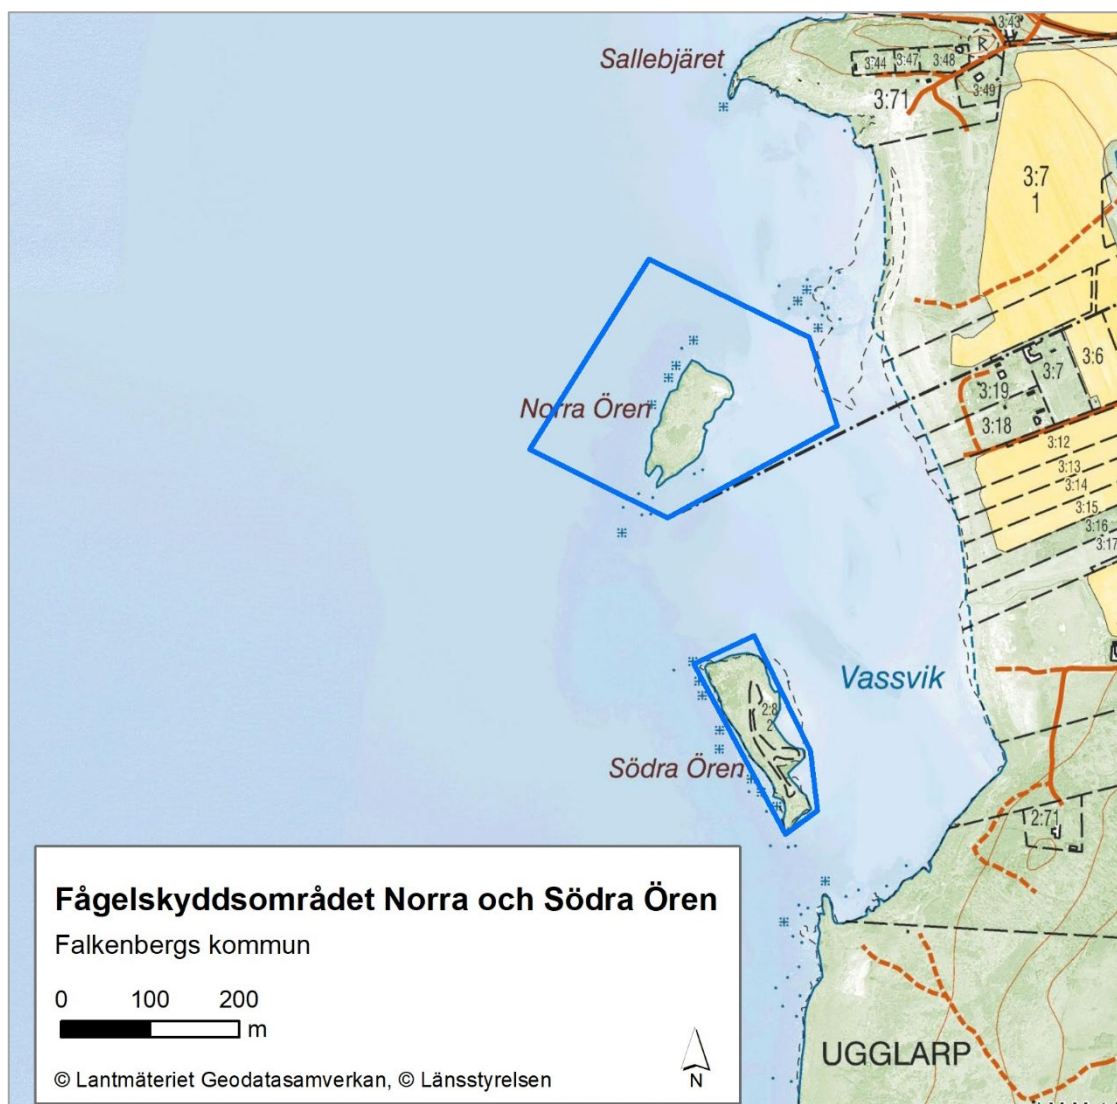 Sallebjäret
3:43
R
3:44 3:47 3:48
3:49
3:71
3:7
1
3:6
3:7
3:19
3:18
3:12
3:13
3:14
3:15
3:16
3:17
Norra Ören
Vassvik
2:8
2
Södra Ören
2:71
UGGLARP
Fågelskyddsområdet Norra och Södra Ören
Falkenbergs kommun
0 100 200
m
© Lantmäteriet Geodatasamverkan, © Länsstyrelsen
N